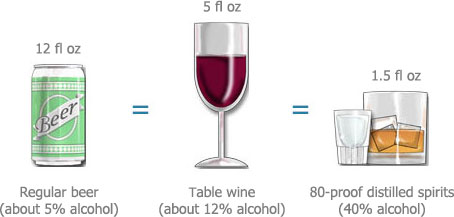 12 fl oz
Beer
Regular beer
(about 5% alcohol)
=
5 fl oz
Table wine
(about 12% alcohol)
=
1.5 fl oz
80-proof distilled spirits
(40% alcohol)